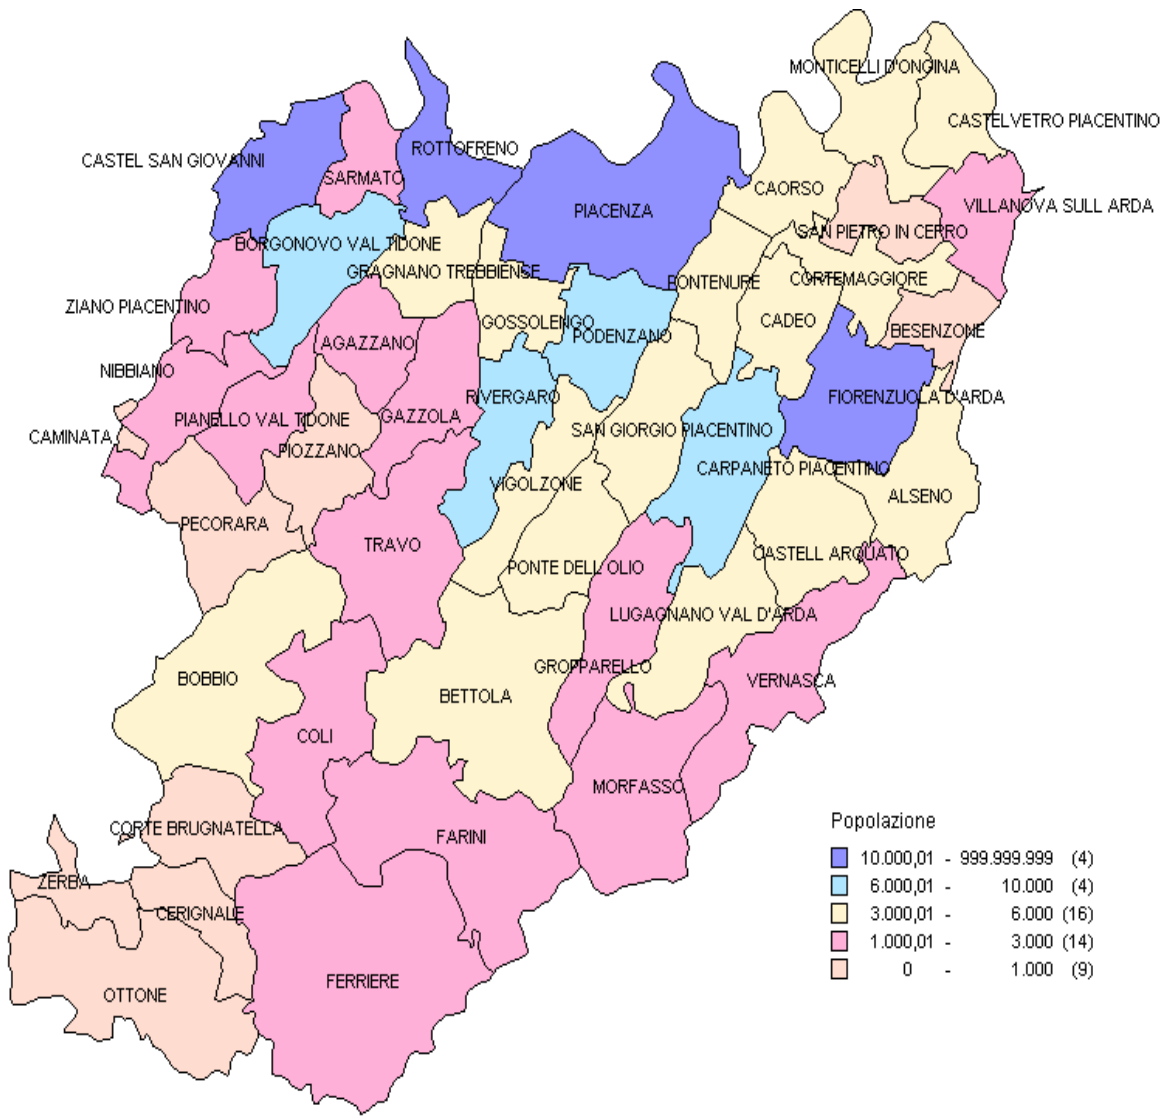 MONTICELLI D'ONGINA
CASTELVETRO PIACENTINO
ROTTOFRENO
CASTEL SAN GIOVANNI
SARMATO
CAORSO
VILLANOVA SULL ARDA
PIACENZA
SAN PIETRO IN CERRO
BORGONOVO VAL TIDONE
GRAGNANO TREBBIENSE
CORTEMAGGIORE
PONTENURE
ZIANO PIACENTINO
GOSSOLENGO
CADEO
BESENZONE
PODENZANO
AGAZZANO
NIBBIANO
RIVERGARO
FIORENZUOLA D'ARDA
GAZZOLA
PIANELLO VAL TIDONE
SAN GIORGIO PIACENTINO
CAMINATA
PIOZZANO
CARPANETO PIACENTINO
VIGOLZONE
ALSENO
PECORARA
TRAVO
CASTELL ARQUATO
PONTE DELL OLIO
LUGAGNANO VAL D'ARDA
GROPPARELLO
BOBBIO
VERNASCA
BETTOLA
COLI
MORFASSO
CORTE BRUGNATELLA
FARINI
ZERBA
CERIGNALE
FERRIERE
OTTONE
Popolazione
10.000,01 - 999.999.999 (4)
6.000,01 - 10.000 (4)
3.000,01 - 6.000 (16)
1.000,01 - 3.000 (14)
0 - 1.000 (9)